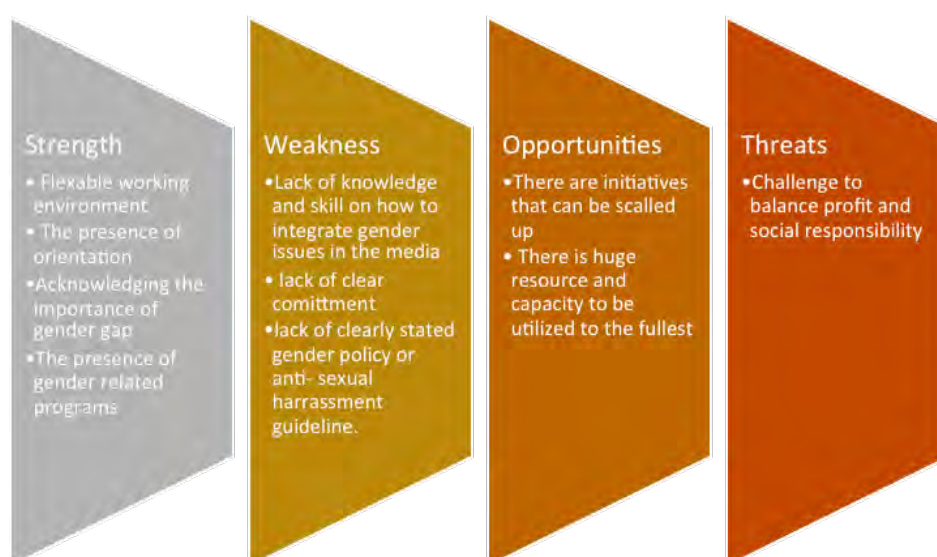 Strength
• Flexable working
environment
• The presence of
orientation
•Acknowledging the
importance of
gender gap
•The presence of
gender related
programs
Weakness
•Lack of knowledge
and skill on how to
integrate gender
issues in the media
• lack of clear
comittment
•lack of clearly stated
gender policy or
anti- sexual
harrassment
guideline.
Opportunities
•There are initiatives
that can be scalled
up
• There is huge
resource and
capacity to be
utilized to the fullest
Threats
•Challenge to
balance profit and
social responsibility